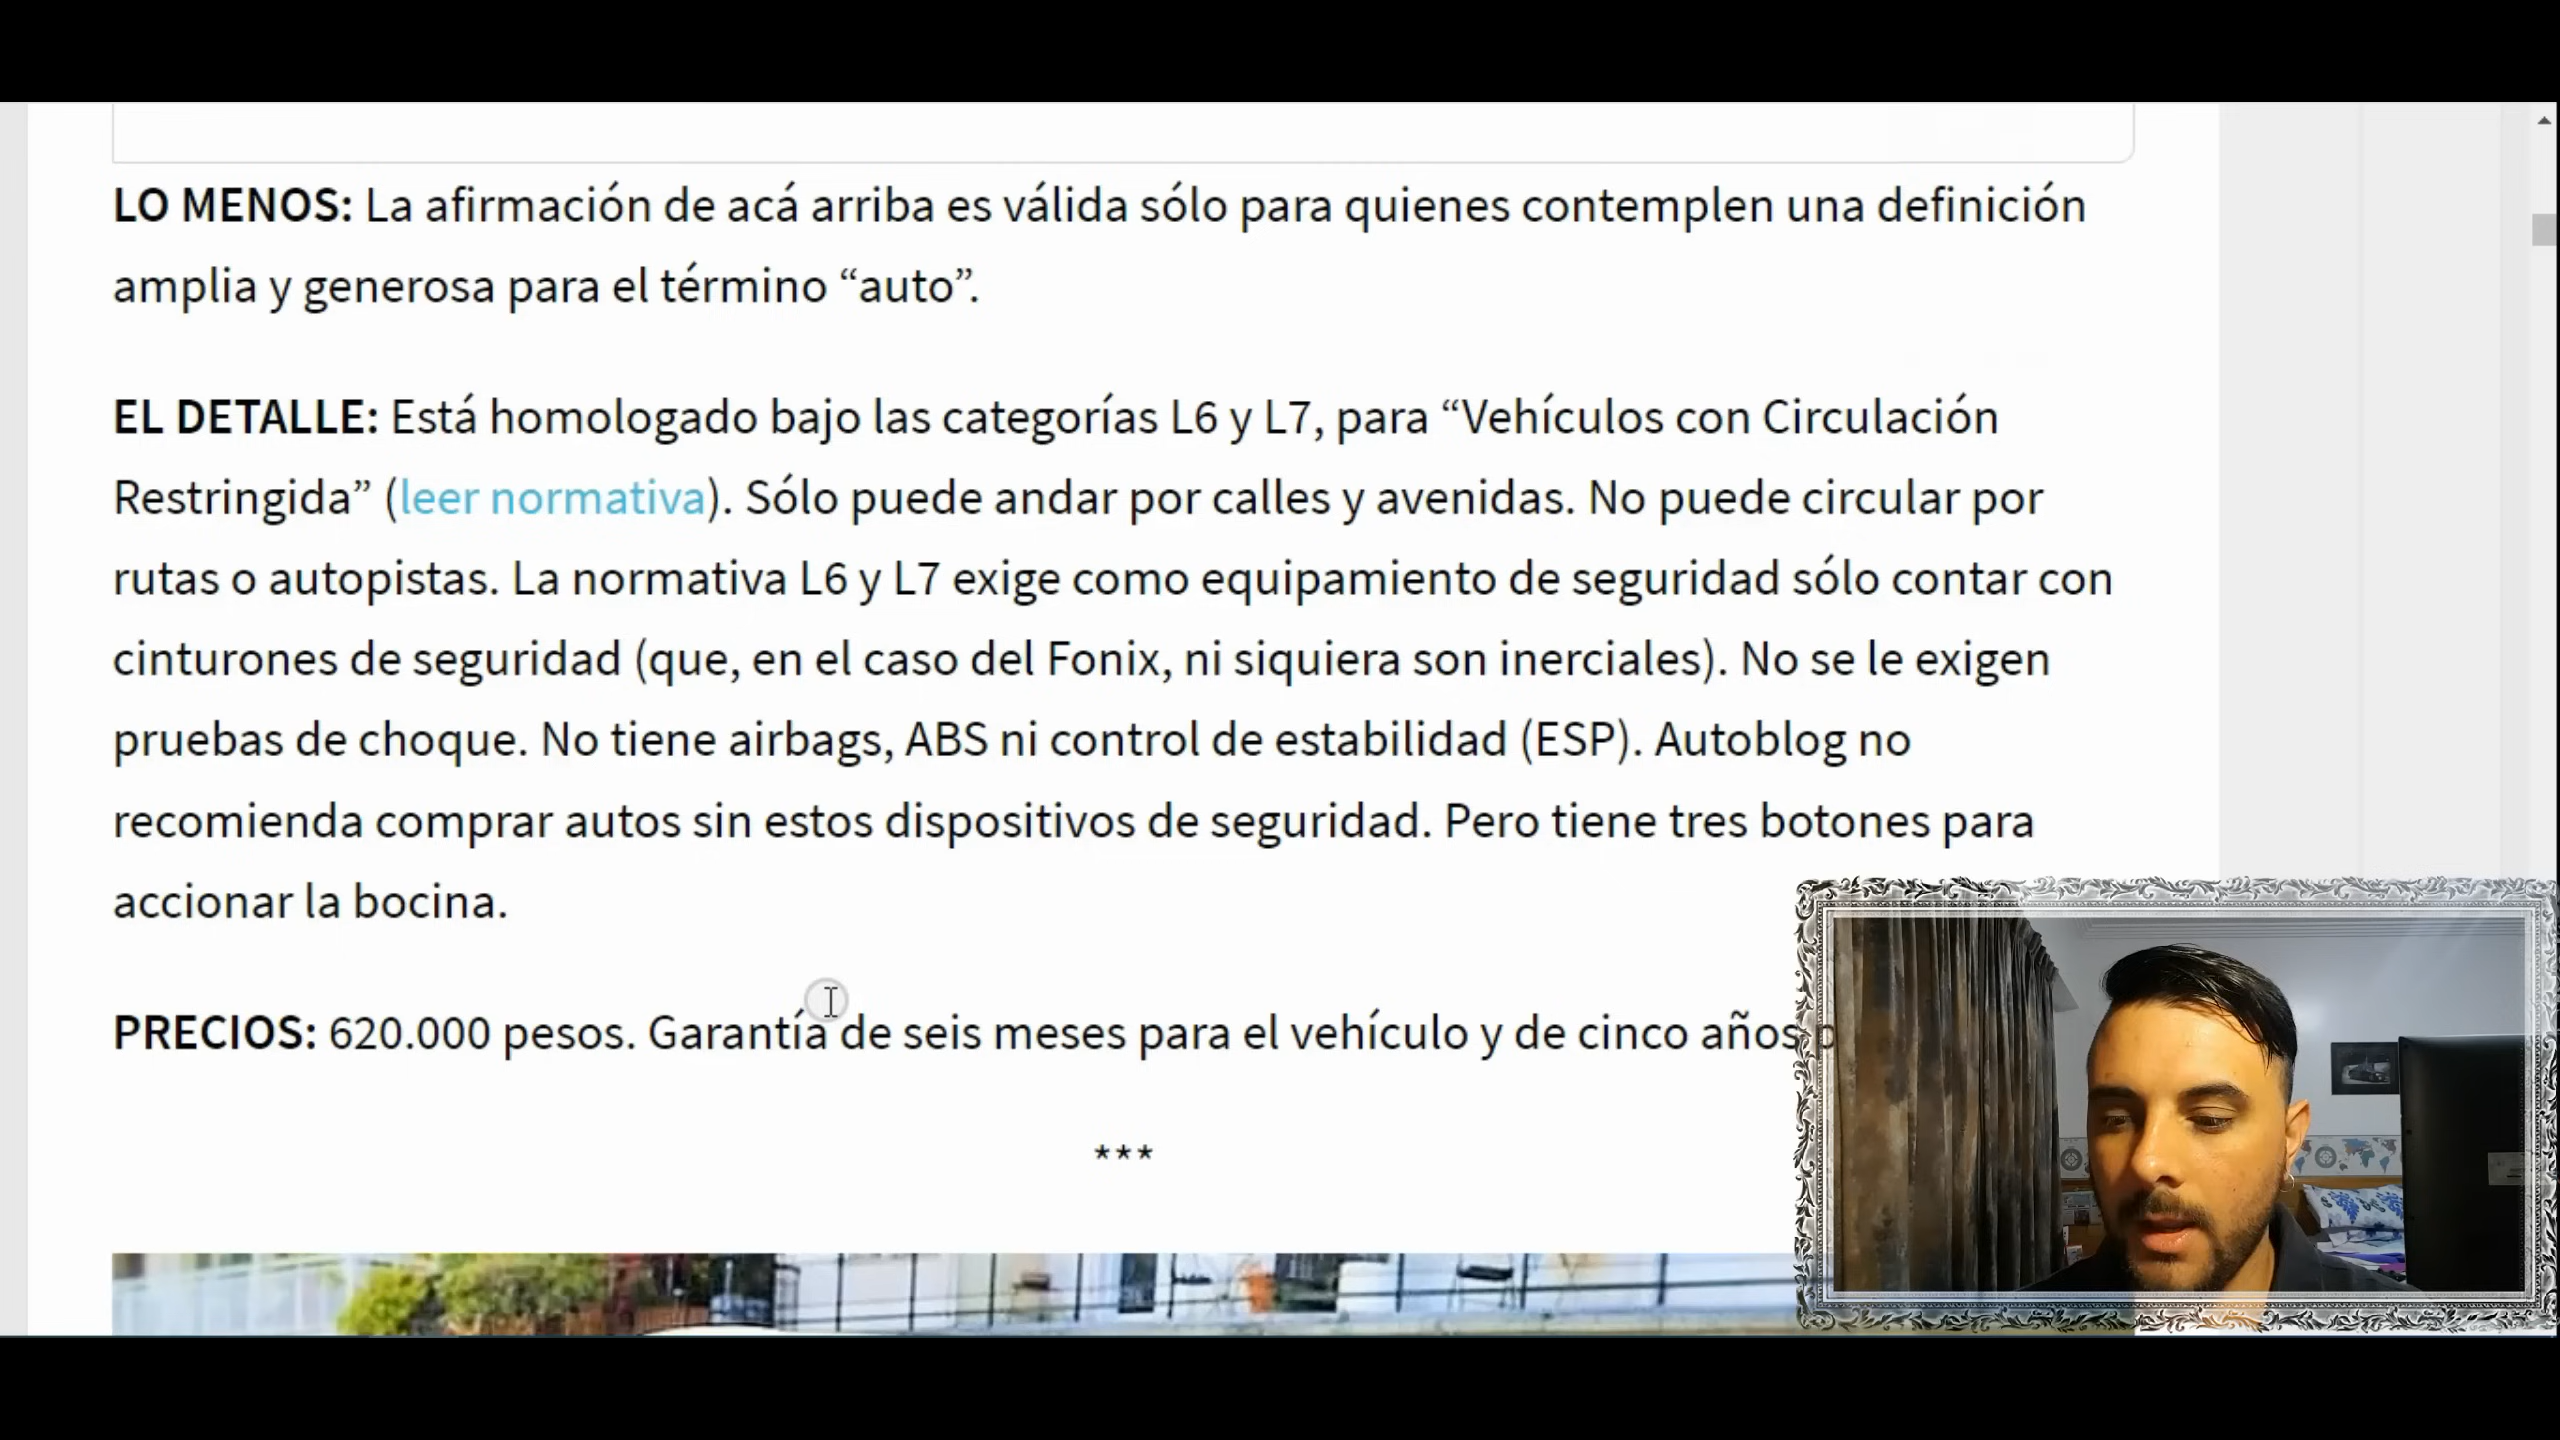 LO MENOS: La afirmación de acá arriba es válida sólo para quienes contemplen una definición
amplia y generosa para el término “auto”.
EL DETALLE: Está homologado bajo las categorías L6 y L7, para “Vehículos con Circulación
Restringida” (leer normativa). Sólo puede andar por calles y avenidas. No puede circular por
rutas o autopistas. La normativa L6 y L7 exige como equipamiento de seguridad sólo contar con
cinturones de seguridad (que, en el caso del Fonix, ni siquiera son inerciales). No se le exigen
pruebas de choque. No tiene airbags, ABS ni control de estabilidad (ESP). Autoblog no
recomienda comprar autos sin estos dispositivos de seguridad. Pero tiene tres botones para
accionar la bocina.
PRECIOS: 620.000 pesos. Garantía de seis meses para el vehículo y de cinco años
***